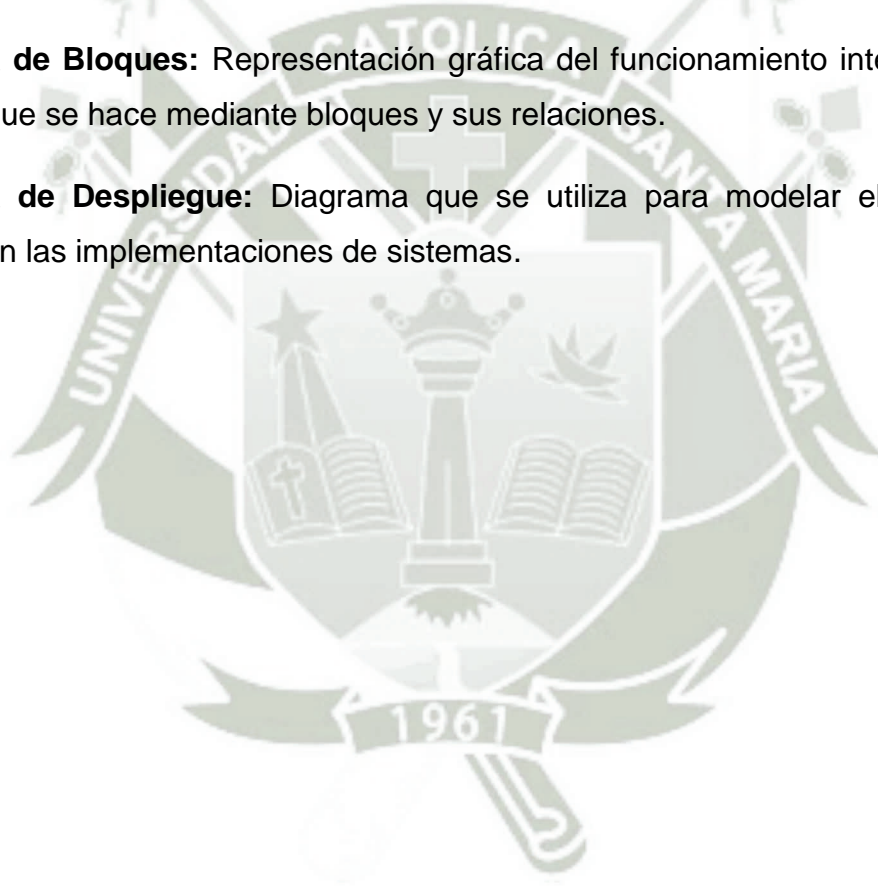 CATOLICA
de Bloques: Representación gráfica del funcionamiento inte
ue se hace mediante bloques y sus relaciones.
de Despliegue: Diagrama que se utiliza para modelar el
n las implementaciones de sistemas.
UNIVERSIDAD
SANTA MARIA
1961